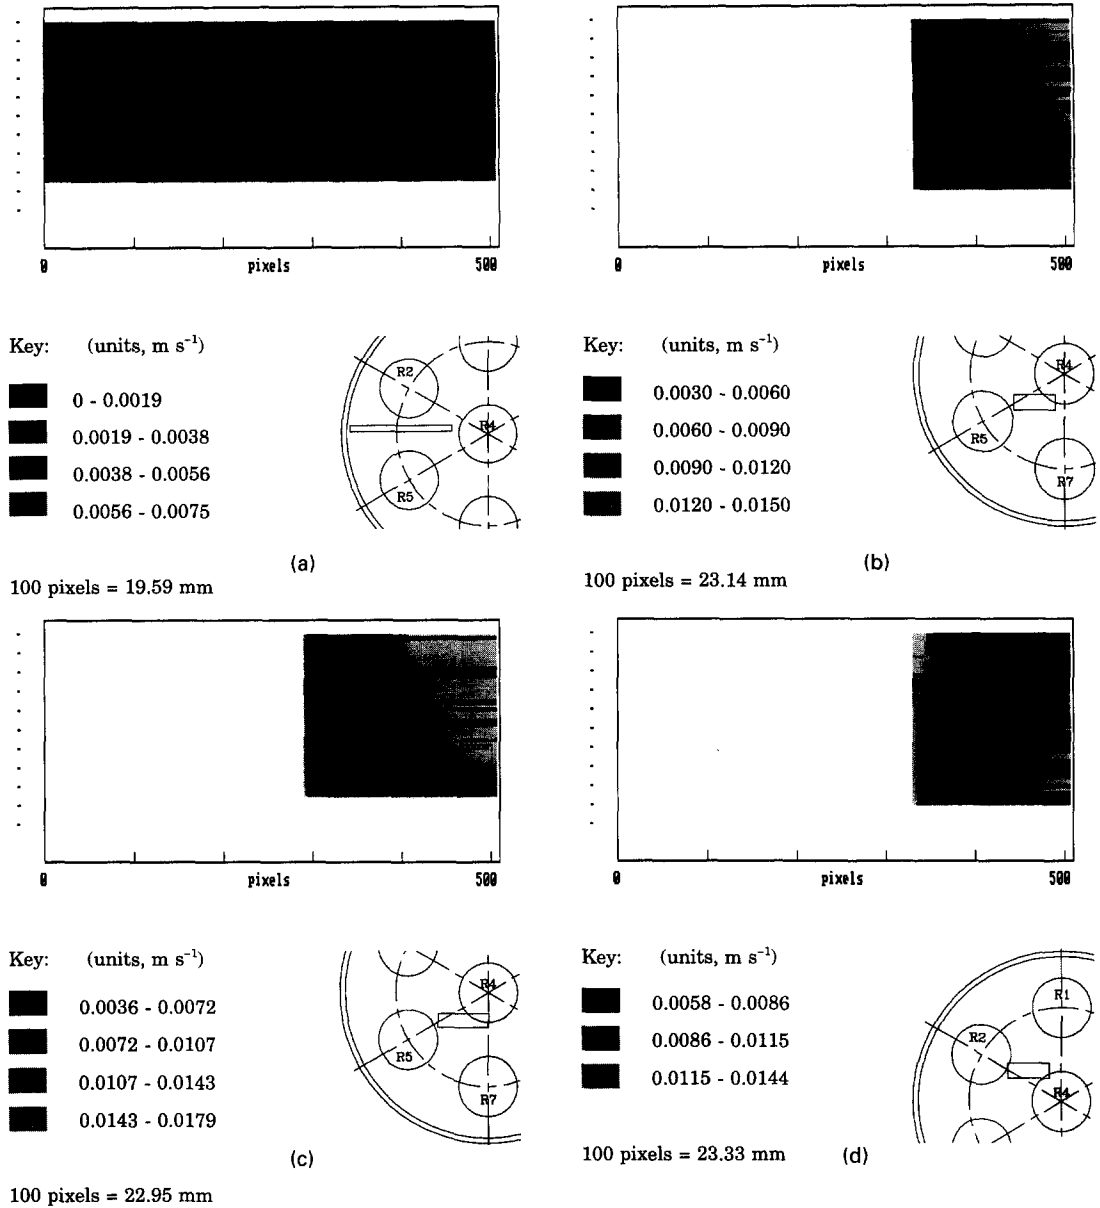 0 pixels 500
0 pixels 500
Key: (units, m s⁻¹)
0 - 0.0019
0.0019 - 0.0038
0.0038 - 0.0056
0.0056 - 0.0075
R2
R4
R5
(a)
100 pixels = 19.59 mm
Key: (units, m s⁻¹)
0.0030 - 0.0060
0.0060 - 0.0090
0.0090 - 0.0120
0.0120 - 0.0150
R4
R5
R7
(b)
100 pixels = 23.14 mm
0 pixels 500
0 pixels 500
Key: (units, m s⁻¹)
0.0036 - 0.0072
0.0072 - 0.0107
0.0107 - 0.0143
0.0143 - 0.0179
R4
R5
R7
(c)
100 pixels = 22.95 mm
Key: (units, m s⁻¹)
0.0058 - 0.0086
0.0086 - 0.0115
0.0115 - 0.0144
R1
R2
R4
100 pixels = 23.33 mm (d)